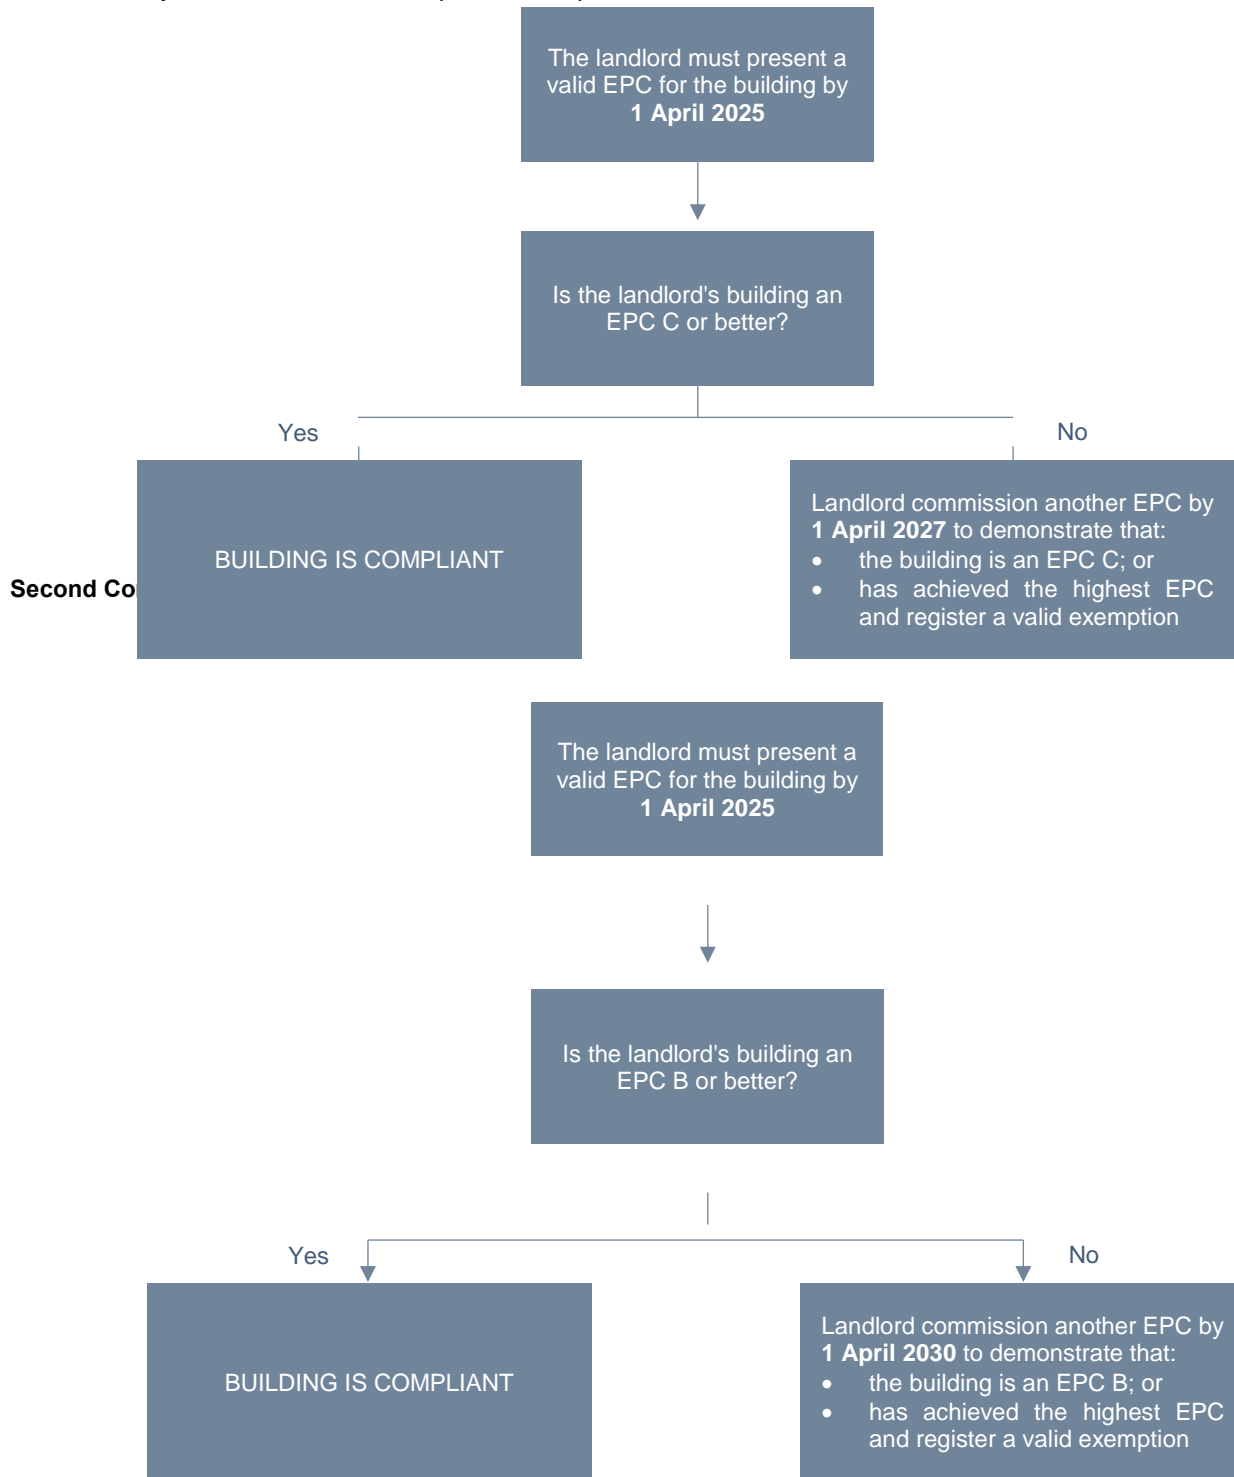 The landlord must present a
valid EPC for the building by
1 April 2025
Is the landlord's building an
EPC C or better?
Yes
No
BUILDING IS COMPLIANT
Landlord commission another EPC by
1 April 2027 to demonstrate that:
• the building is an EPC C; or
• has achieved the highest EPC
and register a valid exemption
Second Co
The landlord must present a
valid EPC for the building by
1 April 2025
Is the landlord's building an
EPC B or better?
Yes
No
BUILDING IS COMPLIANT
Landlord commission another EPC by
1 April 2030 to demonstrate that:
• the building is an EPC B; or
• has achieved the highest EPC
and register a valid exemption